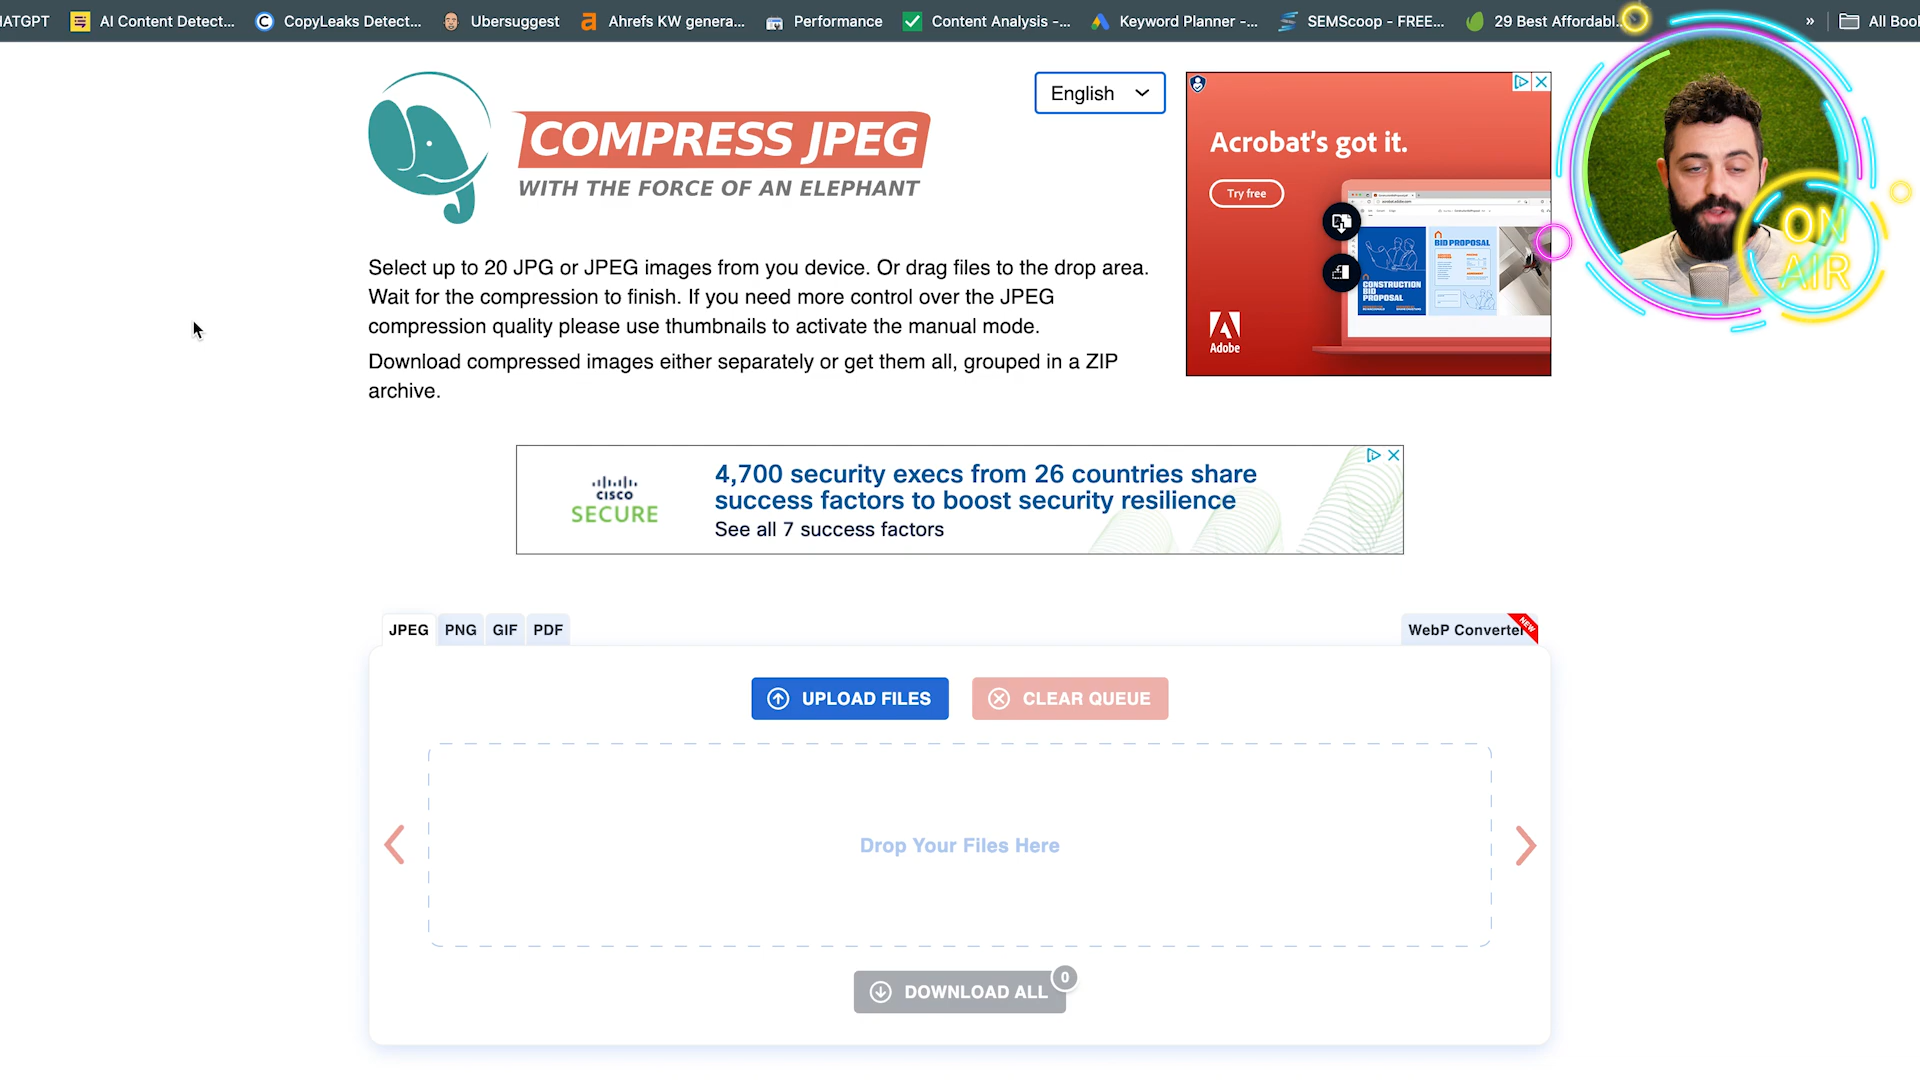 HATGPT
AI Content Detect...
CopyLeaks Detect...
Ubersuggest
Ahrefs KW genera...
Performance
Content Analysis -...
Keyword Planner -...
SEMScoop - FREE...
29 Best Affordabl...
»
All Bool
COMPRESS JPEG
WITH THE FORCE OF AN ELEPHANT
English
Acrobat's got it.
Try free
BID PROPOSAL
CONSTRUCTION
BID
PROPOSAL
Adobe
ON
AIR
Select up to 20 JPG or JPEG images from you device. Or drag files to the drop area.
Wait for the compression to finish. If you need more control over the JPEG
compression quality please use thumbnails to activate the manual mode.
Download compressed images either separately or get them all, grouped in a ZIP
archive.
CISCO
SECURE
4,700 security execs from 26 countries share
success factors to boost security resilience
See all 7 success factors
JPEG
PNG
GIF
PDF
WebP Converter
NEW
UPLOAD FILES
CLEAR QUEUE
Drop Your Files Here
DOWNLOAD ALL
0